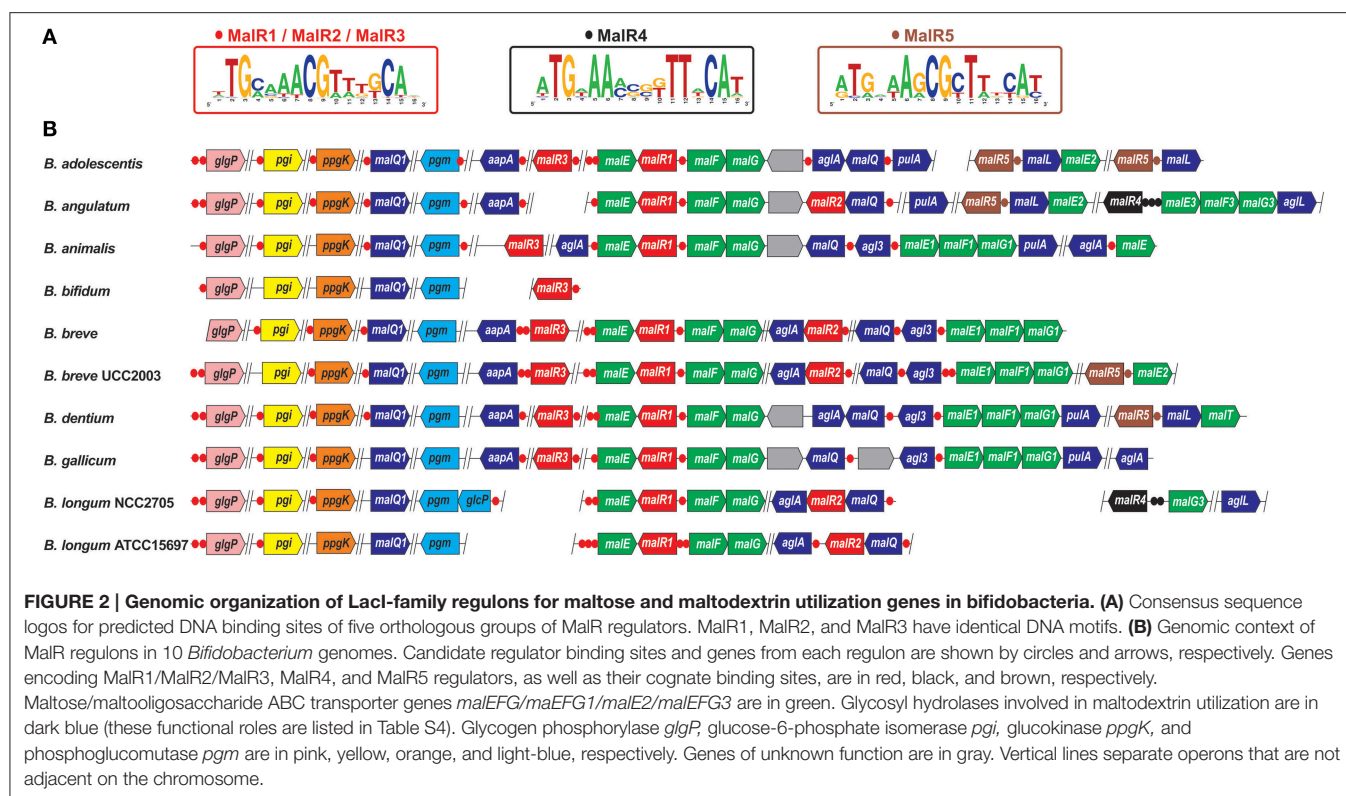 A
MalR1 / MalR2 / MalR3
MalR4
MalR5
B
B. adolescentis glgP pgi ppgK malQ1 pgm aapA malR3 malE malR1 malF malG aglA malQ pulA malR5 malL malE2 malR5 malL
B. angulatum glgP pgi ppgK malQ1 pgm aapA malE malR1 malF malG malR2 malQ pulA malR5 malL malE2 malR4 malE3 malF3 malG3 aglL
B. animalis glgP pgi ppgK malQ1 pgm malR3 aglA malE malR1 malF malG malQ agl3 malE1 malF1 malG1 pulA aglA malE
B. bifidum glgP pgi ppgK malQ1 pgm malR3
B. breve glgP pgi ppgK malQ1 pgm aapA malR3 malE malR1 malF malG aglA malR2 malQ agl3 malE1 malF1 malG1
B. breve UCC2003 glgP pgi ppgK malQ1 pgm aapA malR3 malE malR1 malF malG aglA malR2 malQ agl3 malE1 malF1 malG1 malR5 malE2
B. dentium glgP pgi ppgK malQ1 pgm aapA malR3 malE malR1 malF malG aglA malQ agl3 malE1 malF1 malG1 pulA malR5 malL malT
B. gallicum glgP pgi ppgK malQ1 pgm aapA malR3 malE malR1 malF malG malQ agl3 malE1 malF1 malG1 pulA aglA
B. longum NCC2705 glgP pgi ppgK malQ1 pgm glcP malE malR1 malF malG aglA malR2 malQ malR4 malG3 aglL
B. longum ATCC15697 glgP pgi ppgK malQ1 pgm malE malR1 malF malG aglA malR2 malQ
FIGURE 2 | Genomic organization of LacI-family regulons for maltose and maltodextrin utilization genes in bifidobacteria. (A) Consensus sequence
logos for predicted DNA binding sites of five orthologous groups of MalR regulators. MalR1, MalR2, and MalR3 have identical DNA motifs. (B) Genomic context of
MalR regulons in 10 Bifidobacterium genomes. Candidate regulator binding sites and genes from each regulon are shown by circles and arrows, respectively. Genes
encoding MalR1/MalR2/MalR3, MalR4, and MalR5 regulators, as well as their cognate binding sites, are in red, black, and brown, respectively.
Maltose/maltooligosaccharide ABC transporter genes malEFG/maEFG1/malE2/malEFG3 are in green. Glycosyl hydrolases involved in maltodextrin utilization are in
dark blue (these functional roles are listed in Table S4). Glycogen phosphorylase glgP, glucose-6-phosphate isomerase pgi, glucokinase ppgK, and
phosphoglucomutase pgm are in pink, yellow, orange, and light-blue, respectively. Genes of unknown function are in gray. Vertical lines separate operons that are not
adjacent on the chromosome.